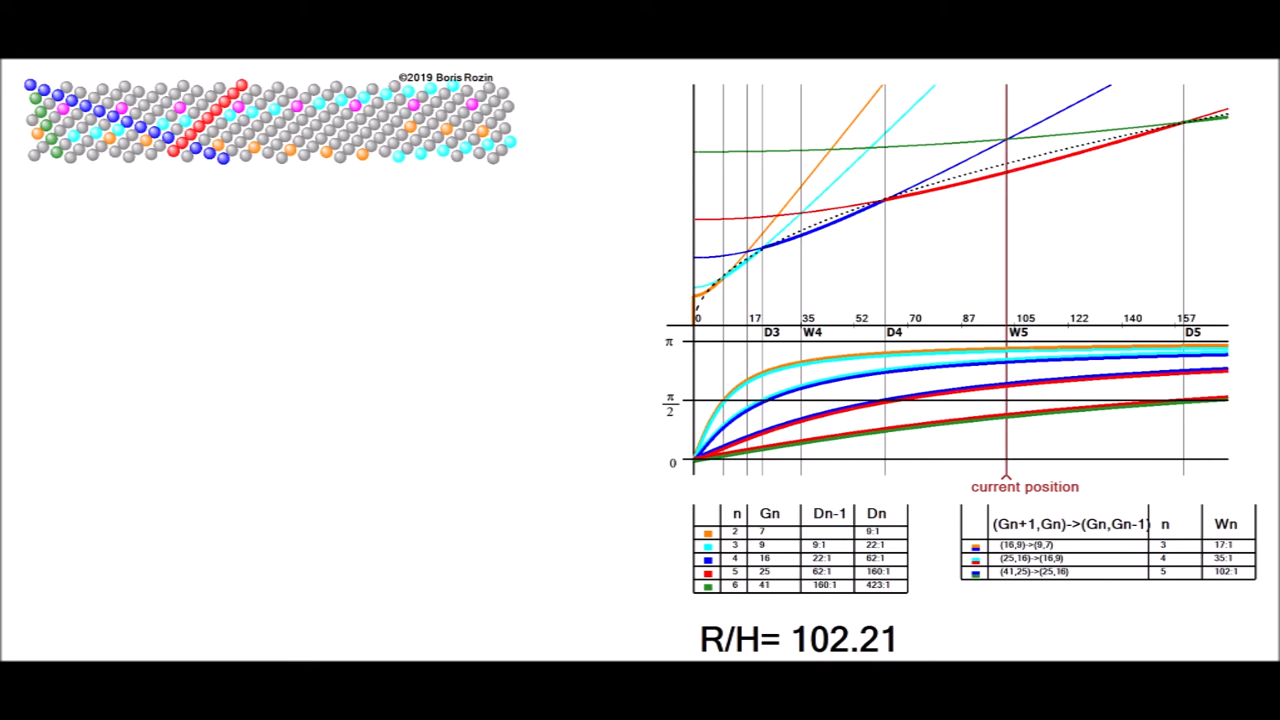 ©2019 Boris Rozin
0 17 35 52 70 87 105 122 140 157
D3 W4 D4 W5 D5
π
π
2
0
current position
n Gn Dn-1 Dn
2 7 9:1
3 9 9:1 22:1
4 16 22:1 62:1
5 25 62:1 160:1
6 41 160:1 423:1
(Gn+1,Gn)->(Gn,Gn-1) n Wn
(16,9)->(9,7) 3 17:1
(25,16)->(16,9) 4 35:1
(41,25)->(25,16) 5 102:1
R/H= 102.21